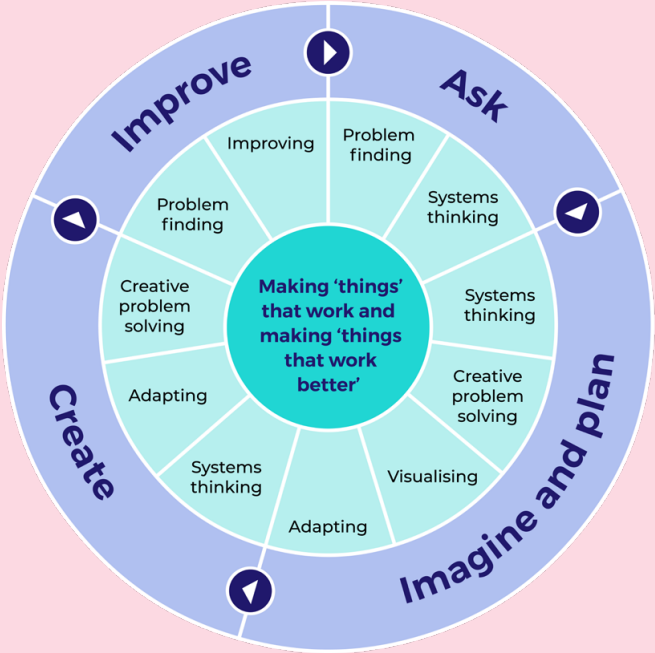 Improve
Ask
Imagine and plan
Create
Improving
Problem
finding
Systems
thinking
Systems
thinking
Creative
problem
solving
Visualising
Adapting
Systems
thinking
Adapting
Creative
problem
solving
Problem
finding
Making ‘things’
that work and
making ‘things
that work
better’